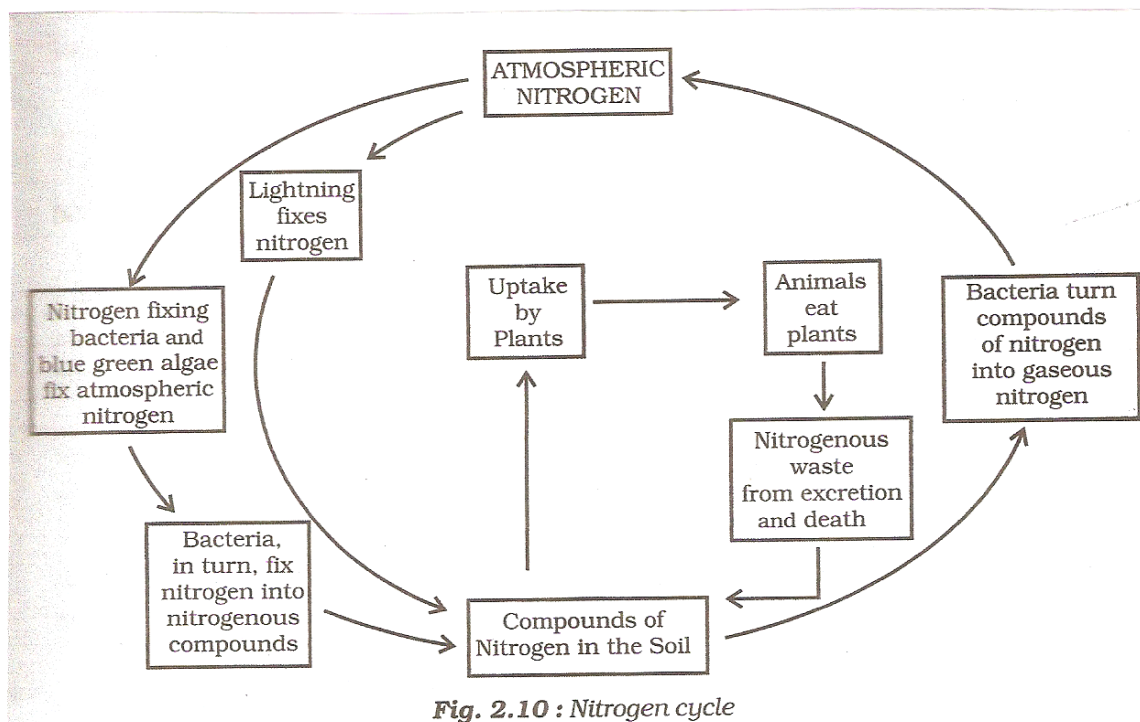 ATMOSPHERIC
NITROGEN
Lightning
fixes
nitrogen
Nitrogen fixing
bacteria and
blue green algae
fix atmospheric
nitrogen
Uptake
by
Plants
Animals
eat
plants
Bacteria turn
compounds
of nitrogen
into gaseous
nitrogen
Nitrogenous
waste
from excretion
and death
Bacteria,
in turn, fix
nitrogen into
nitrogenous
compounds
Compounds of
Nitrogen in the Soil
Fig. 2.10 : Nitrogen cycle